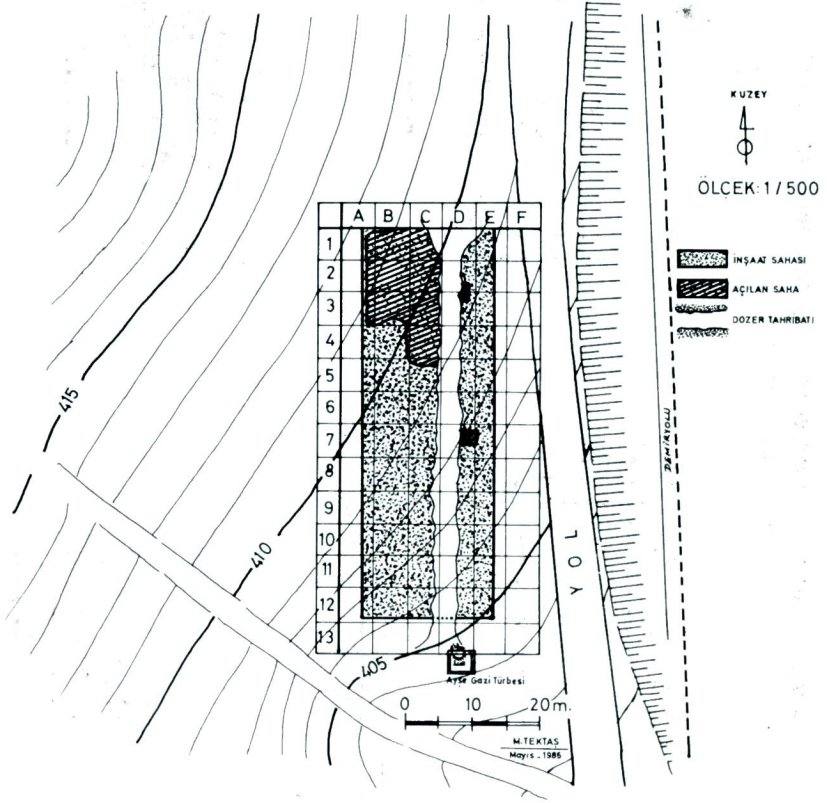 KUZEY
ÖLÇEK: 1/500
A B C D E F
1
2
3
4
5
6
7
8
9
10
11
12
13
İNŞAAT SAHASI
AÇILAN SAHA
DOZER TAHRİBATI
415
410
405
DEMİRYOLU
YOL
Ayşe Gazi Türbesi
0 10 20 m.
M. TEKTAŞ
Mayıs - 1986